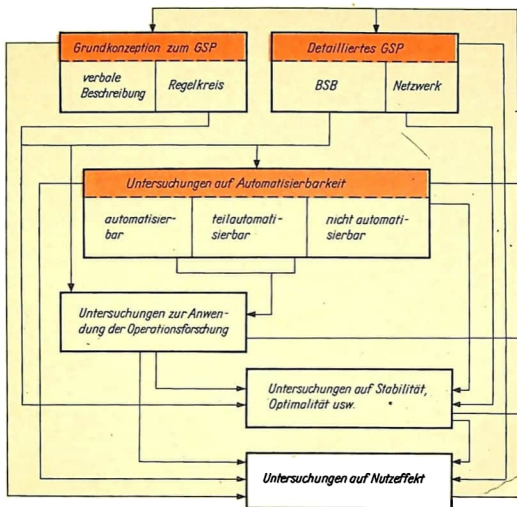 Grundkonzeption zum GSP
Detailliertes GSP
verbale
Beschreibung
Regelkreis
BSB
Netzwerk
Untersuchungen auf Automatisierbarkeit
automatisier-
bar
teilautomati-
sierbar
nicht automati-
sierbar
Untersuchungen zur Anwen-
dung der Operationsforschung
Untersuchungen auf Stabilität,
Optimalität usw.
Untersuchungen auf Nutzeffekt